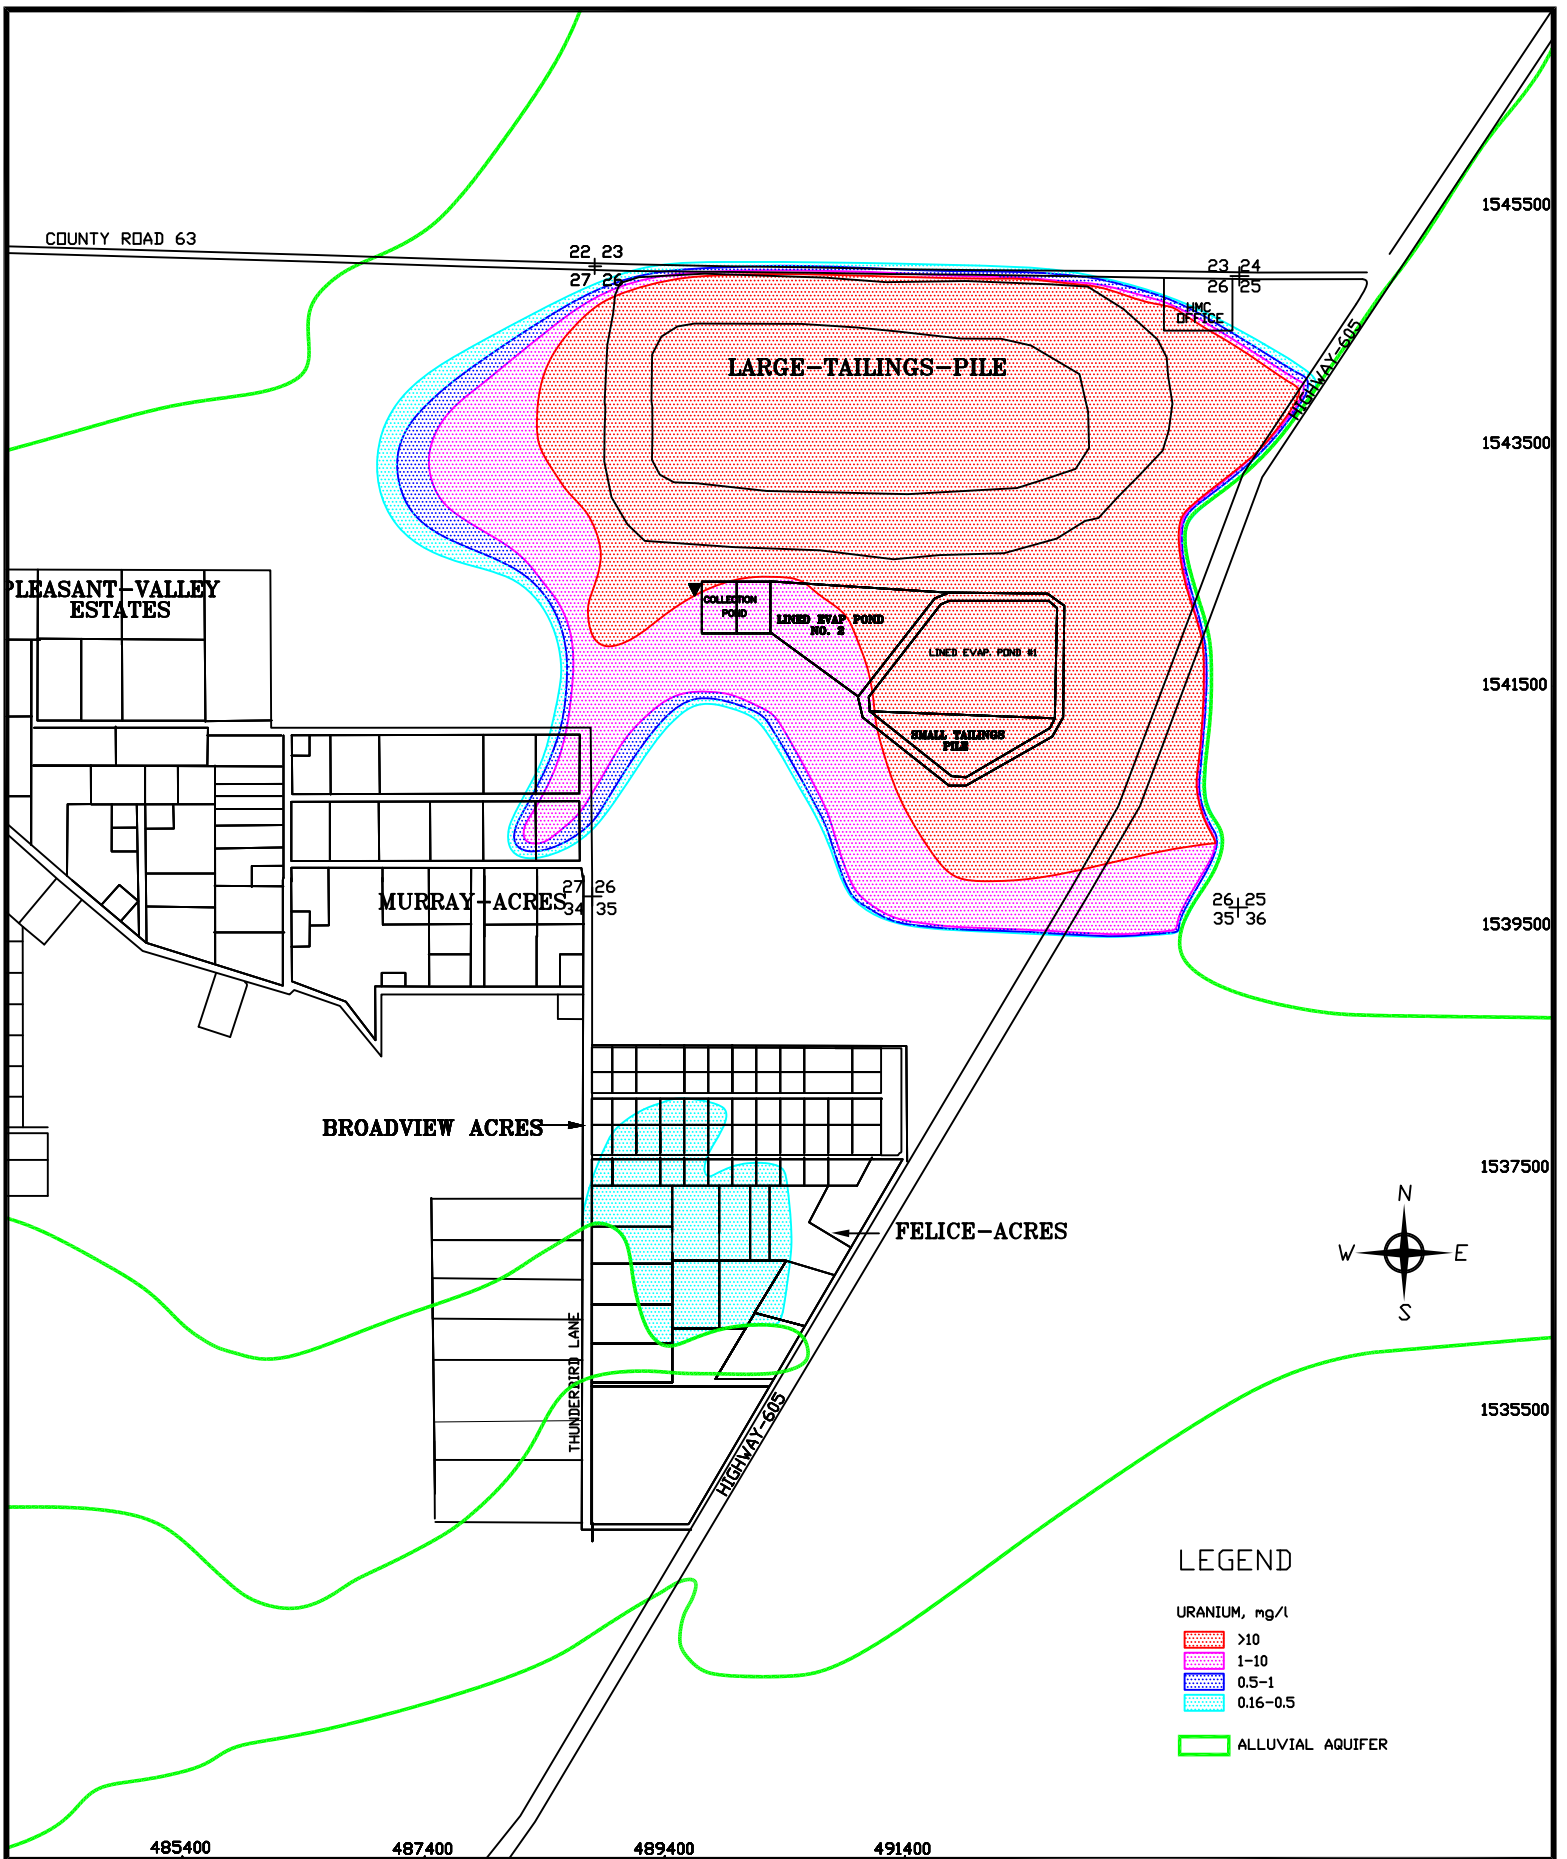 1545500
COUNTY ROAD 63
22 23
27 26
23 24
26 25
HMC
OFFICE
HIGHWAY-605
LARGE-TAILINGS-PILE
1543500
PLEASANT-VALLEY
ESTATES
COLLECTION
POND
LINED EVAP POND
NO. 2
LINED EVAP. POND #1
1541500
SMALL TAILINGS
PILE
MURRAY-ACRES
27 26
34 35
26 25
35 36
1539500
BROADVIEW ACRES
1537500
FELICE-ACRES
N
W E
S
THUNDERBIRD LANE
HIGHWAY-605
1535500
LEGEND
URANIUM, mg/l
>10
1-10
0.5-1
0.16-0.5
ALLUVIAL AQUIFER
485400 487400 489400 491400